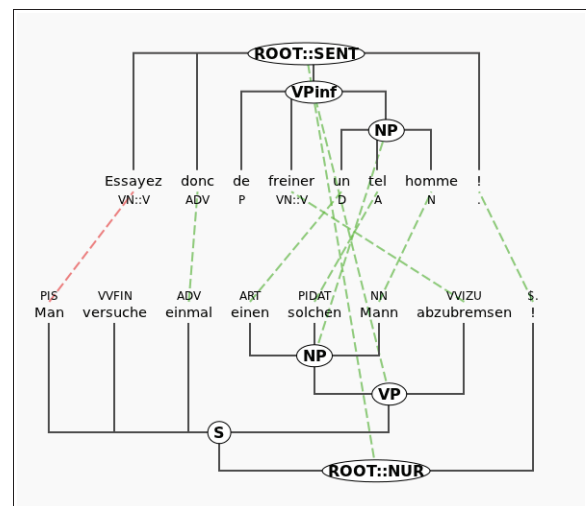 ROOT::SENT
VPinf
NP
Essayez donc de freiner un tel homme !
VN::V ADV P VN::V D A N .
PIS VVFIN ADV ART PIDAT NN VVIZU $.
Man versuche einmal einen solchen Mann abzubremsen !
NP
VP
S
ROOT::NUR